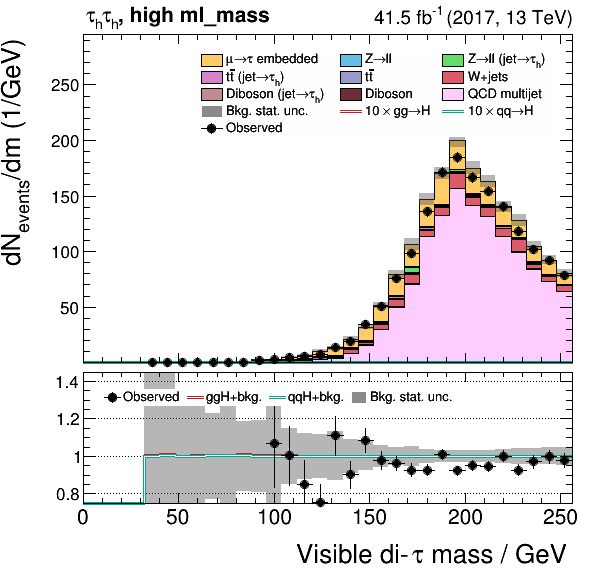 τhτh, high ml_mass 41.5 fb-1 (2017, 13 TeV)
μ→τ embedded Z→ll Z→ll (jet→τh)
tt̄ (jet→τh) tt̄ W+jets
Diboson (jet→τh) Diboson QCD multijet
Bkg. stat. unc. 10×gg→H 10×qq→H
Observed
dNevents/dm (1/GeV)
250
200
150
100
50
Observed ggH+bkg. qqH+bkg. Bkg. stat. unc.
1.4
1.2
1
0.8
0 50 100 150 200 250
Visible di-τ mass / GeV